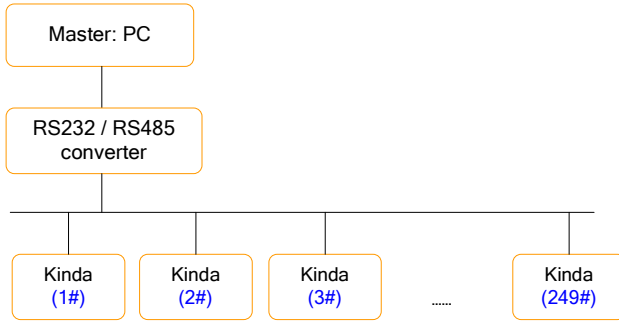 Master: PC
RS232 / RS485
converter
Kinda
(1#)
Kinda
(2#)
Kinda
(3#)
......
Kinda
(249#)